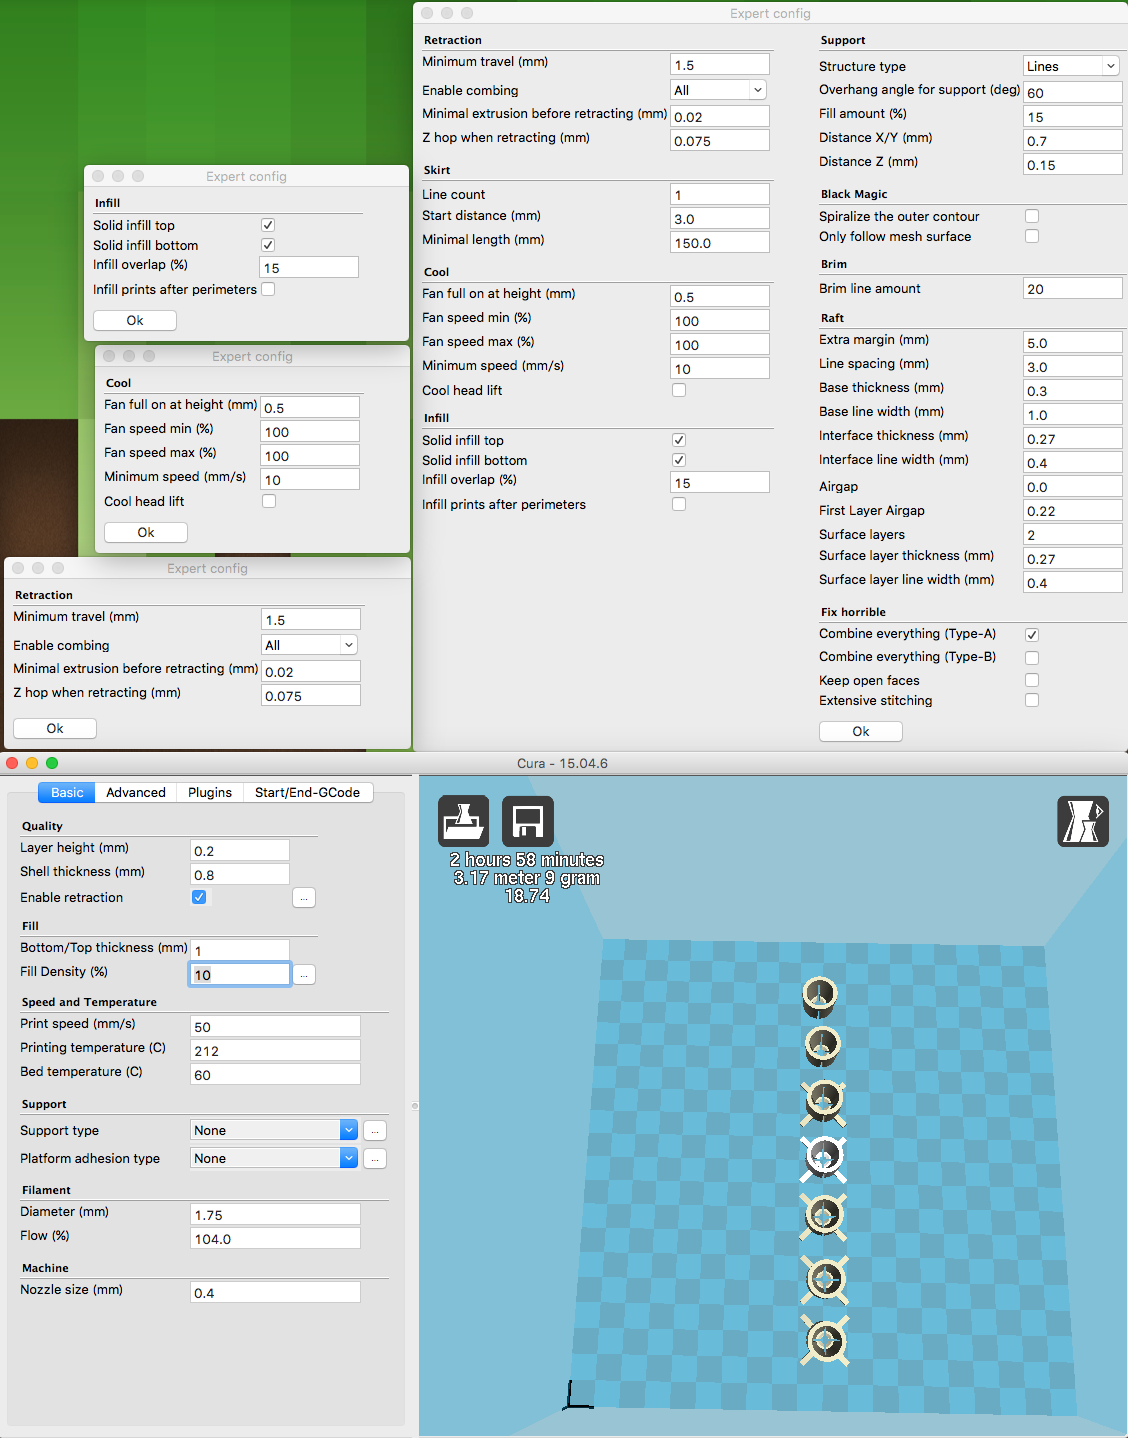 Expert config
Infill
Solid infill top
Solid infill bottom
Infill overlap (%) 15
Infill prints after perimeters
Ok
Expert config
Cool
Fan full on at height (mm) 0.5
Fan speed min (%) 100
Fan speed max (%) 100
Minimum speed (mm/s) 10
Cool head lift
Ok
Expert config
Retraction
Minimum travel (mm) 1.5
Enable combing All
Minimal extrusion before retracting (mm) 0.02
Z hop when retracting (mm) 0.075
Ok
Expert config
Retraction
Minimum travel (mm) 1.5
Enable combing All
Minimal extrusion before retracting (mm) 0.02
Z hop when retracting (mm) 0.075
Skirt
Line count 1
Start distance (mm) 3.0
Minimal length (mm) 150.0
Cool
Fan full on at height (mm) 0.5
Fan speed min (%) 100
Fan speed max (%) 100
Minimum speed (mm/s) 10
Cool head lift
Infill
Solid infill top
Solid infill bottom
Infill overlap (%) 15
Infill prints after perimeters
Support
Structure type Lines
Overhang angle for support (deg) 60
Fill amount (%) 15
Distance X/Y (mm) 0.7
Distance Z (mm) 0.15
Black Magic
Spiralize the outer contour
Only follow mesh surface
Brim
Brim line amount 20
Raft
Extra margin (mm) 5.0
Line spacing (mm) 3.0
Base thickness (mm) 0.3
Base line width (mm) 1.0
Interface thickness (mm) 0.27
Interface line width (mm) 0.4
Airgap 0.0
First Layer Airgap 0.22
Surface layers 2
Surface layer thickness (mm) 0.27
Surface layer line width (mm) 0.4
Fix horrible
Combine everything (Type-A)
Combine everything (Type-B)
Keep open faces
Extensive stitching
Ok
Cura - 15.04.6
Basic Advanced Plugins Start/End-GCode
Quality
Layer height (mm) 0.2
Shell thickness (mm) 0.8
Enable retraction ...
Fill
Bottom/Top thickness (mm) 1
Fill Density (%) 10 ...
Speed and Temperature
Print speed (mm/s) 50
Printing temperature (C) 212
Bed temperature (C) 60
Support
Support type None ...
Platform adhesion type None ...
Filament
Diameter (mm) 1.75
Flow (%) 104.0
Machine
Nozzle size (mm) 0.4
2 hours 58 minutes
3.17 meter 9 gram
18.74